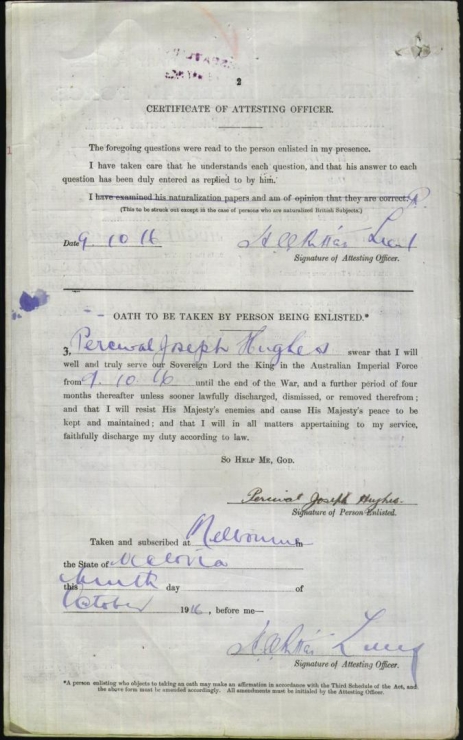 2
CERTIFICATE OF ATTESTING OFFICER.
The foregoing questions were read to the person enlisted in my presence.
I have taken care that he understands each question, and that his answer to each
question has been duly entered as replied to by him.
I have examined his naturalization papers and am of opinion that they are correct.
(This to be struck out except in the case of persons who are naturalized British Subjects.)
Date 9 10 16
Lieut
Signature of Attesting Officer.
OATH TO BE TAKEN BY PERSON BEING ENLISTED.*
I, Percival Joseph Hughes swear that I will
well and truly serve our Sovereign Lord the King in the Australian Imperial Force
from 9. 10 16 until the end of the War, and a further period of four
months thereafter unless sooner lawfully discharged, dismissed, or removed therefrom;
and that I will resist His Majesty's enemies and cause His Majesty's peace to be
kept and maintained; and that I will in all matters appertaining to my service,
faithfully discharge my duty according to law.
SO HELP ME, GOD.
Percival Joseph Hughes.
Signature of Person Enlisted.
Taken and subscribed at Melbourne in
the State of Victoria
this ninth day of
October 1916, before me—
Lieut
Signature of Attesting Officer.
*A person enlisting who objects to taking an oath may make an affirmation in accordance with the Third Schedule of the Act, and
the above form must be amended accordingly. All amendments must be initialed by the Attesting Officer.